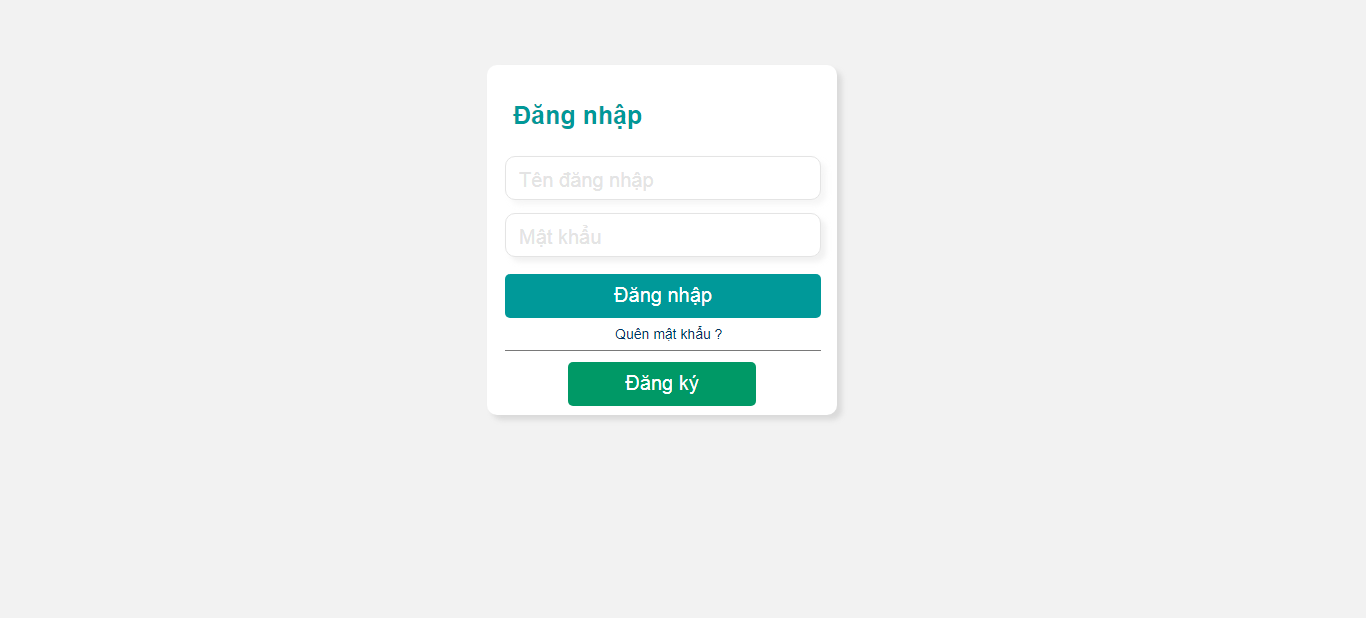 Đăng nhập
Tên đăng nhập
Mật khẩu
Đăng nhập
Quên mật khẩu ?
Đăng ký